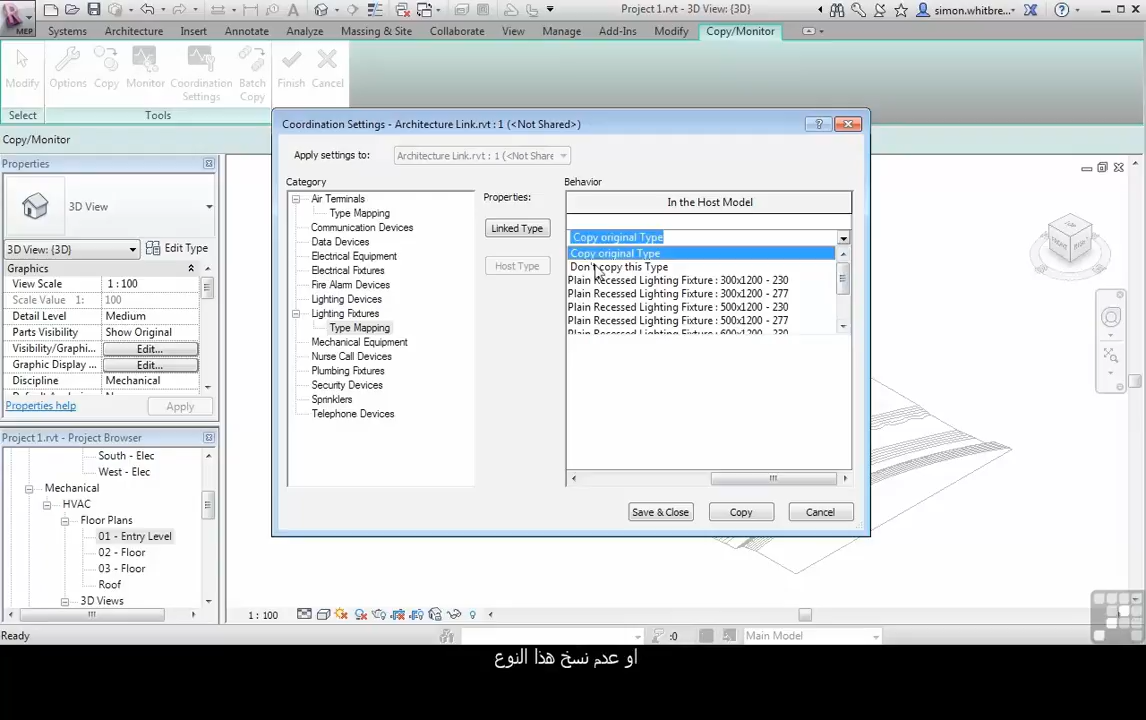 Project 1.rvt - 3D View: {3D}
simon.whitbre...
Systems Architecture Insert Annotate Analyze Massing & Site Collaborate View Manage Add-Ins Modify Copy/Monitor
Modify Options Copy Monitor Coordination Settings Batch Copy Finish Cancel
Select Tools
Copy/Monitor
Properties
3D View
3D View: {3D} Edit Type
Graphics
View Scale 1 : 100
Scale Value 1: 100
Detail Level Medium
Parts Visibility Show Original
Visibility/Graphi... Edit...
Graphic Display ... Edit...
Discipline Mechanical
Properties help Apply
Project 1.rvt - Project Browser
South - Elec
West - Elec
Mechanical
HVAC
Floor Plans
01 - Entry Level
02 - Floor
03 - Floor
Roof
3D Views
Coordination Settings - Architecture Link.rvt : 1 (<Not Shared>)
Apply settings to: Architecture Link.rvt : 1 (<Not Share
Category
Air Terminals
Type Mapping
Communication Devices
Data Devices
Electrical Equipment
Electrical Fixtures
Fire Alarm Devices
Lighting Devices
Lighting Fixtures
Type Mapping
Mechanical Equipment
Nurse Call Devices
Plumbing Fixtures
Security Devices
Sprinklers
Telephone Devices
Properties:
Linked Type
Host Type
Behavior
In the Host Model
Copy original Type
Copy original Type
Don't copy this Type
Plain Recessed Lighting Fixture : 300x1200 - 230
Plain Recessed Lighting Fixture : 300x1200 - 277
Plain Recessed Lighting Fixture : 500x1200 - 230
Plain Recessed Lighting Fixture : 500x1200 - 277
Plain Recessed Lighting Fixture : 600x1200 - 230
Save & Close Copy Cancel
1 : 100
Ready
:0
Main Model
او عدم نسخ هذا النوع